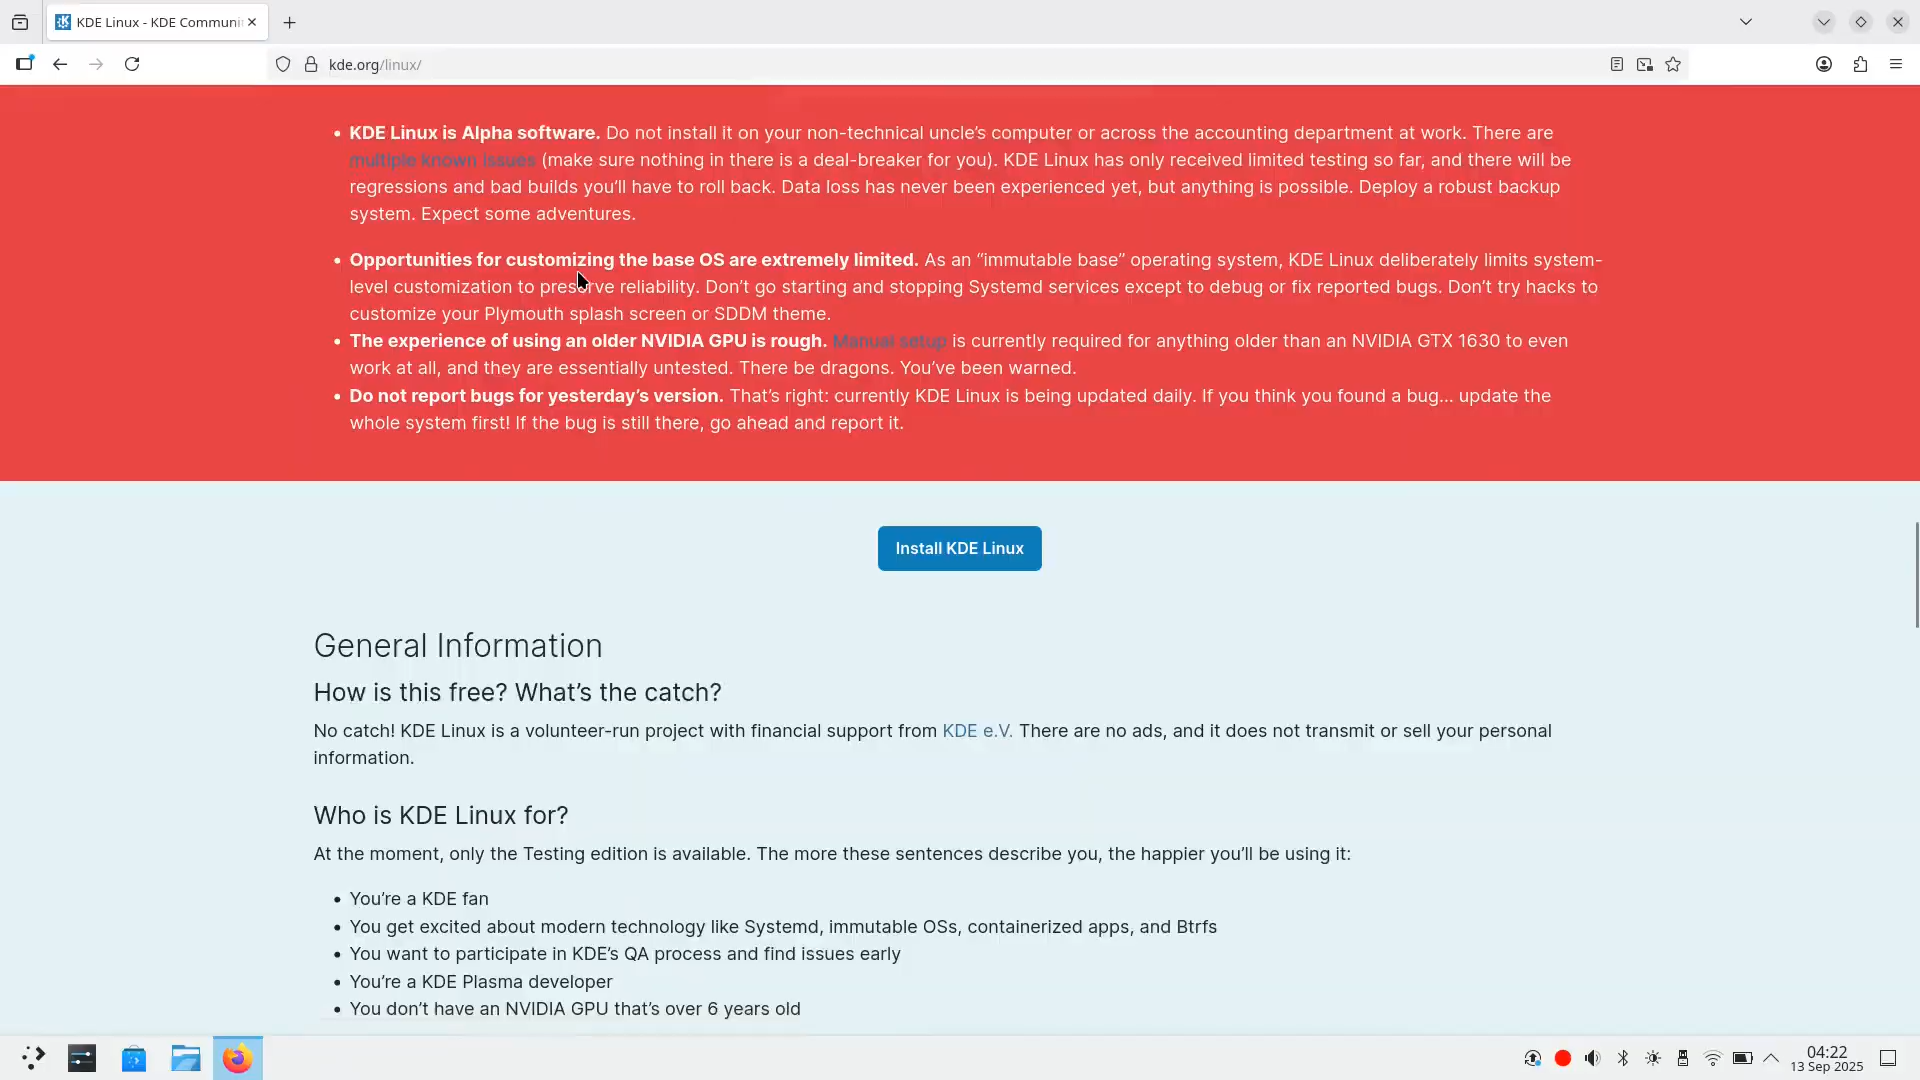 KDE Linux - KDE Communi
kde.org/linux/
• KDE Linux is Alpha software. Do not install it on your non-technical uncle’s computer or across the accounting department at work. There are
multiple known issues (make sure nothing in there is a deal-breaker for you). KDE Linux has only received limited testing so far, and there will be
regressions and bad builds you’ll have to roll back. Data loss has never been experienced yet, but anything is possible. Deploy a robust backup
system. Expect some adventures.
• Opportunities for customizing the base OS are extremely limited. As an “immutable base” operating system, KDE Linux deliberately limits system-
level customization to preserve reliability. Don’t go starting and stopping Systemd services except to debug or fix reported bugs. Don’t try hacks to
customize your Plymouth splash screen or SDDM theme.
• The experience of using an older NVIDIA GPU is rough. Manual setup is currently required for anything older than an NVIDIA GTX 1630 to even
work at all, and they are essentially untested. There be dragons. You’ve been warned.
• Do not report bugs for yesterday’s version. That’s right: currently KDE Linux is being updated daily. If you think you found a bug… update the
whole system first! If the bug is still there, go ahead and report it.
Install KDE Linux
General Information
How is this free? What’s the catch?
No catch! KDE Linux is a volunteer-run project with financial support from KDE e.V. There are no ads, and it does not transmit or sell your personal
information.
Who is KDE Linux for?
At the moment, only the Testing edition is available. The more these sentences describe you, the happier you’ll be using it:
• You’re a KDE fan
• You get excited about modern technology like Systemd, immutable OSs, containerized apps, and Btrfs
• You want to participate in KDE’s QA process and find issues early
• You’re a KDE Plasma developer
• You don’t have an NVIDIA GPU that’s over 6 years old
04:22
13 Sep 2025